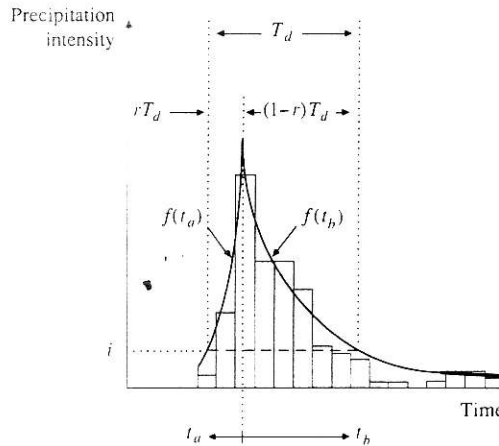 Precipitation
intensity
T_d
rT_d
(1-r)T_d
f(t_a)
f(t_b)
i
Time
t_a
t_b